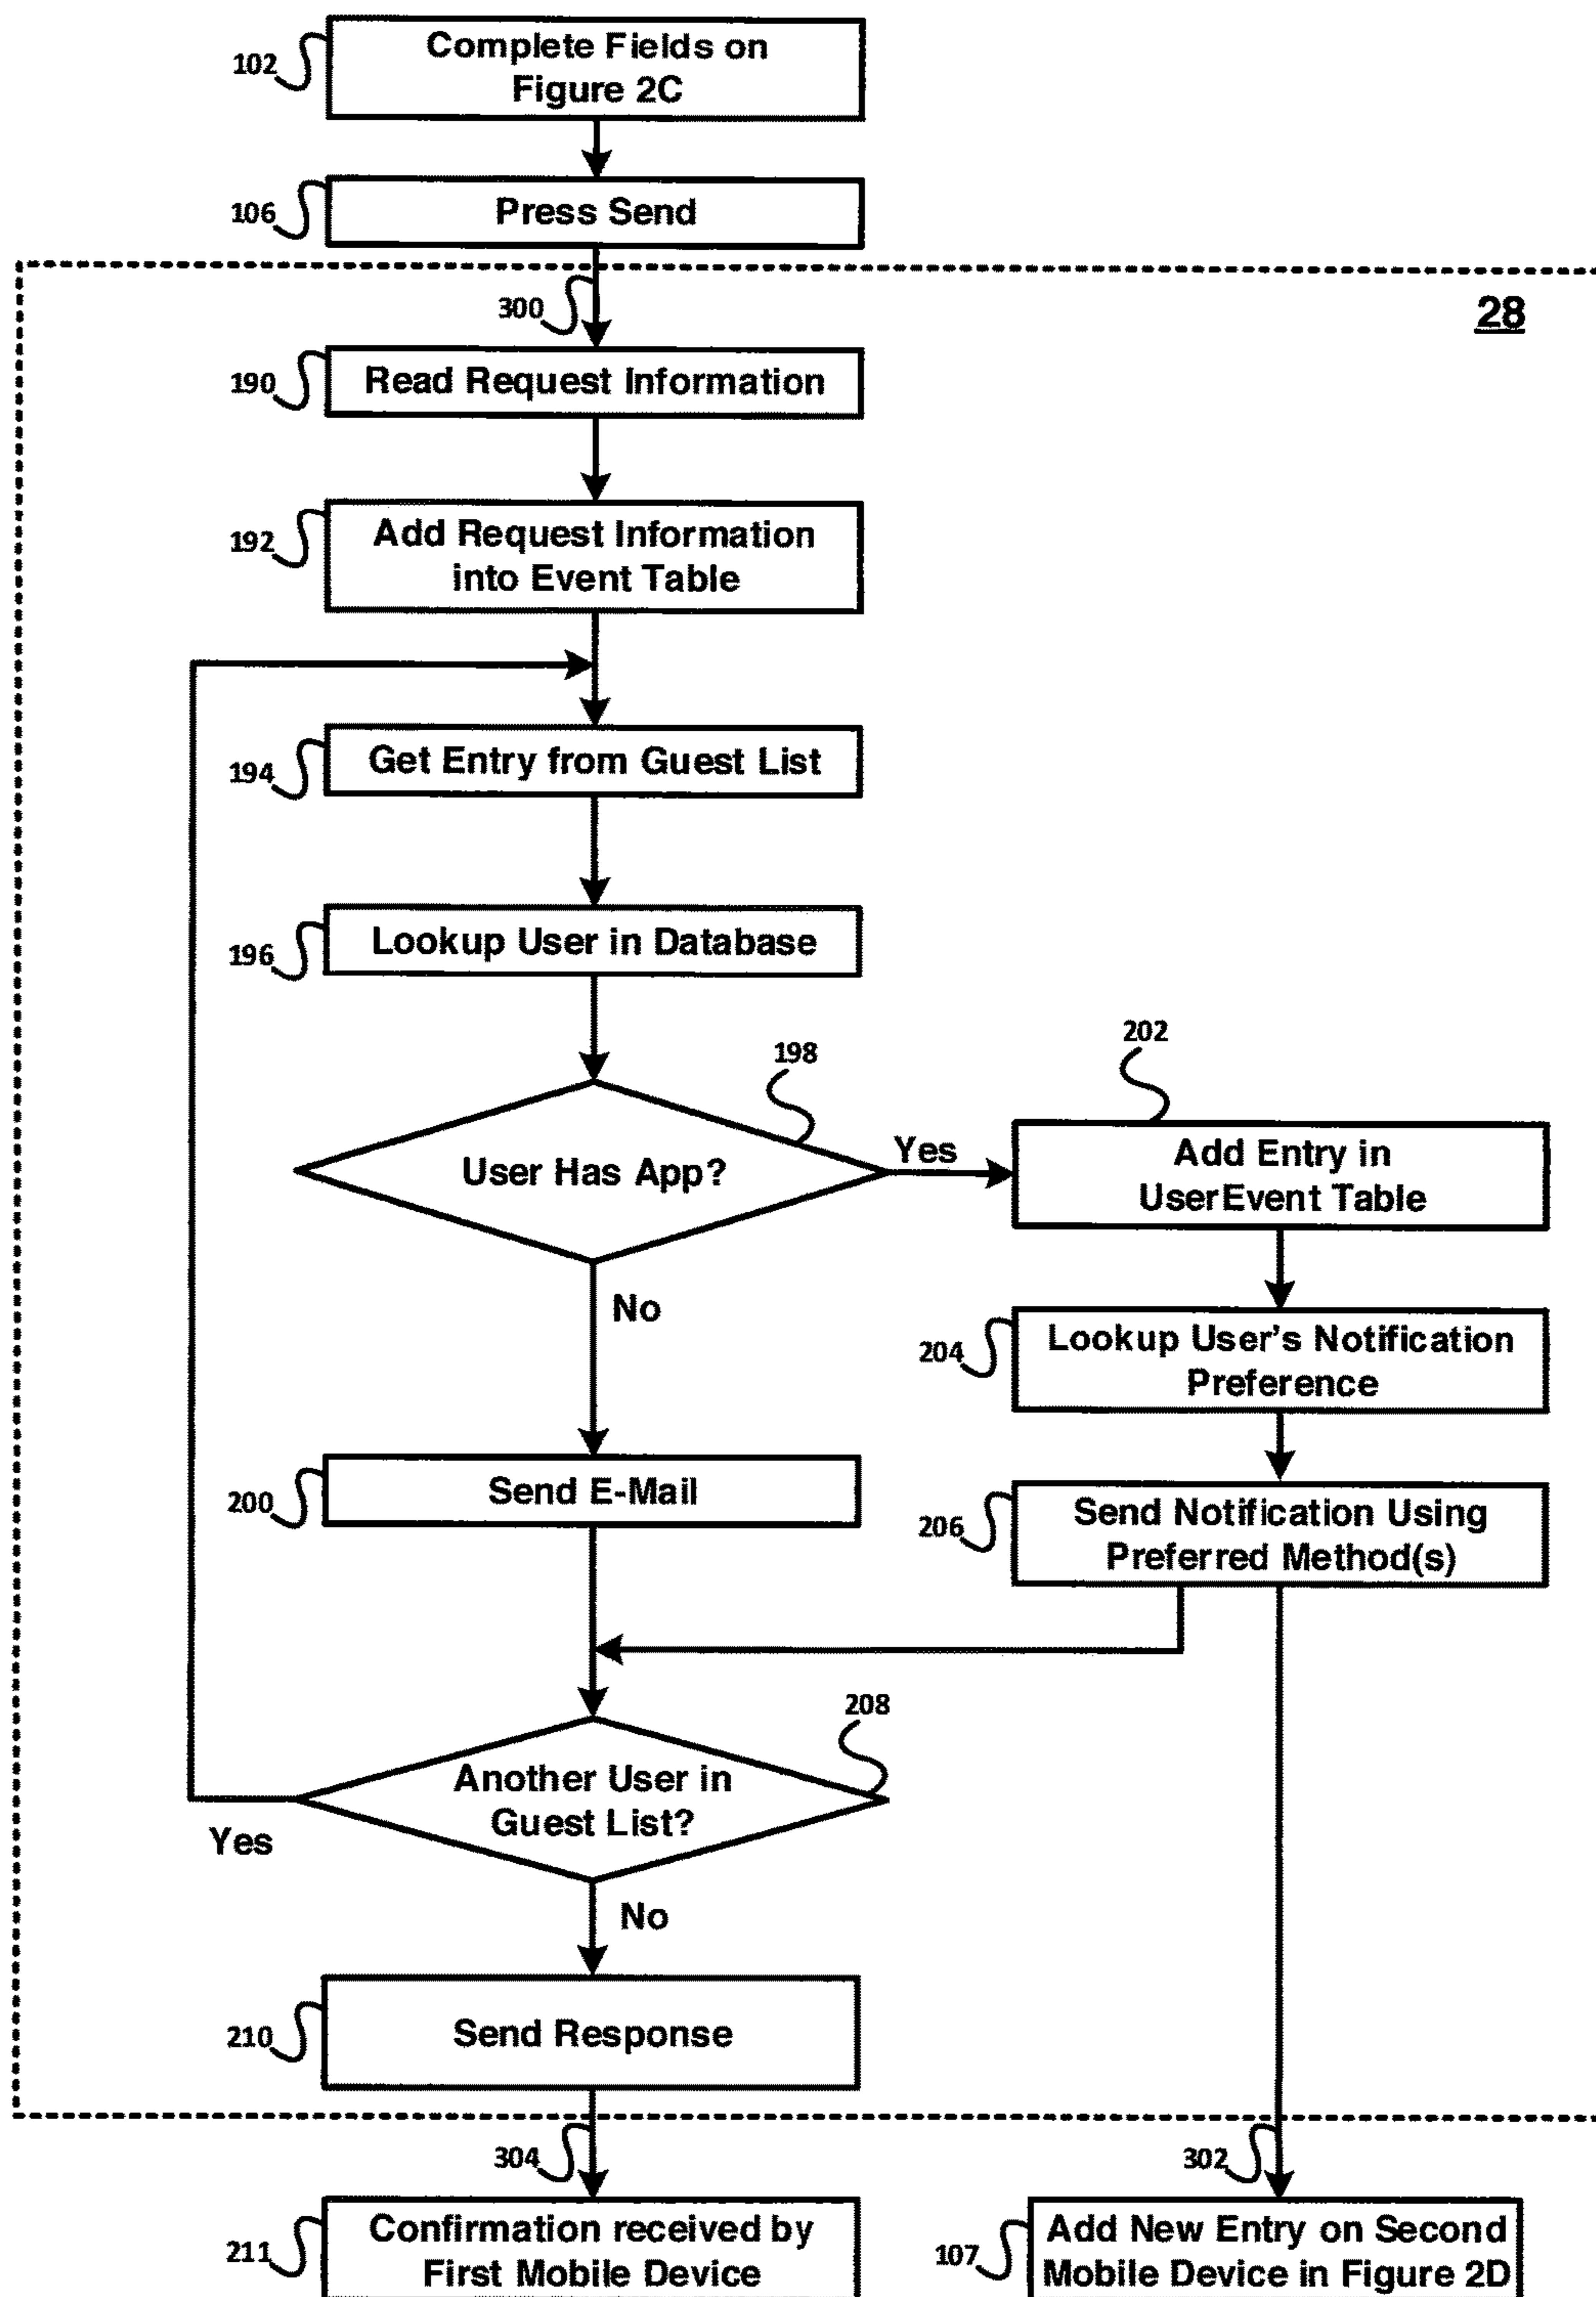 102
Complete Fields on
Figure 2C
106
Press Send
300
28
190
Read Request Information
192
Add Request Information
into Event Table
194
Get Entry from Guest List
196
Lookup User in Database
198
User Has App?
Yes
202
Add Entry in
UserEvent Table
No
204
Lookup User's Notification
Preference
200
Send E-Mail
206
Send Notification Using
Preferred Method(s)
208
Another User in
Guest List?
Yes
No
210
Send Response
304
302
211
Confirmation received by
First Mobile Device
107
Add New Entry on Second
Mobile Device in Figure 2D